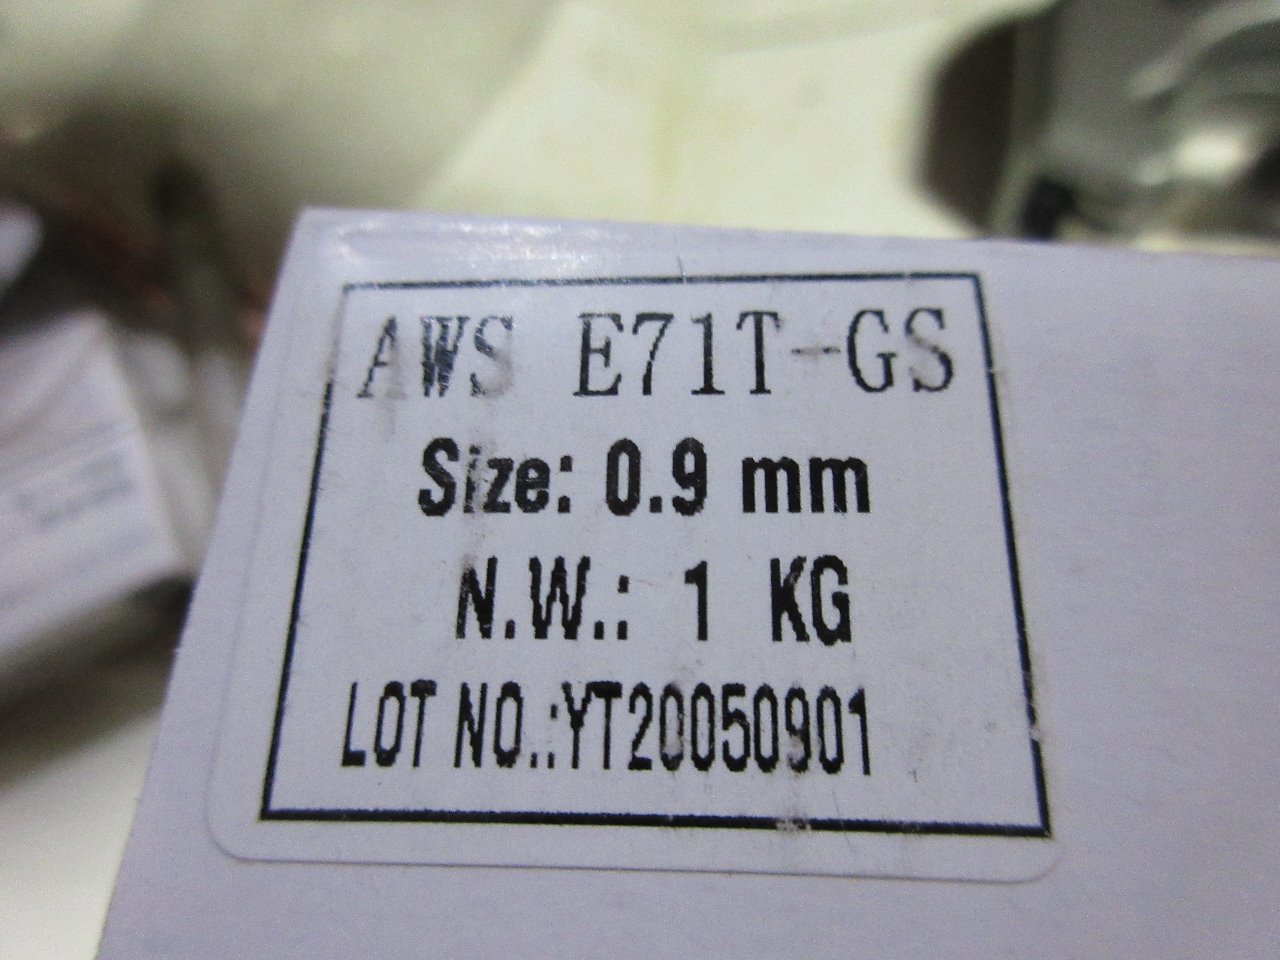 AWS E71T-GS
Size: 0.9 mm
N.W.: 1 KG
LOT NO.:YT20050901